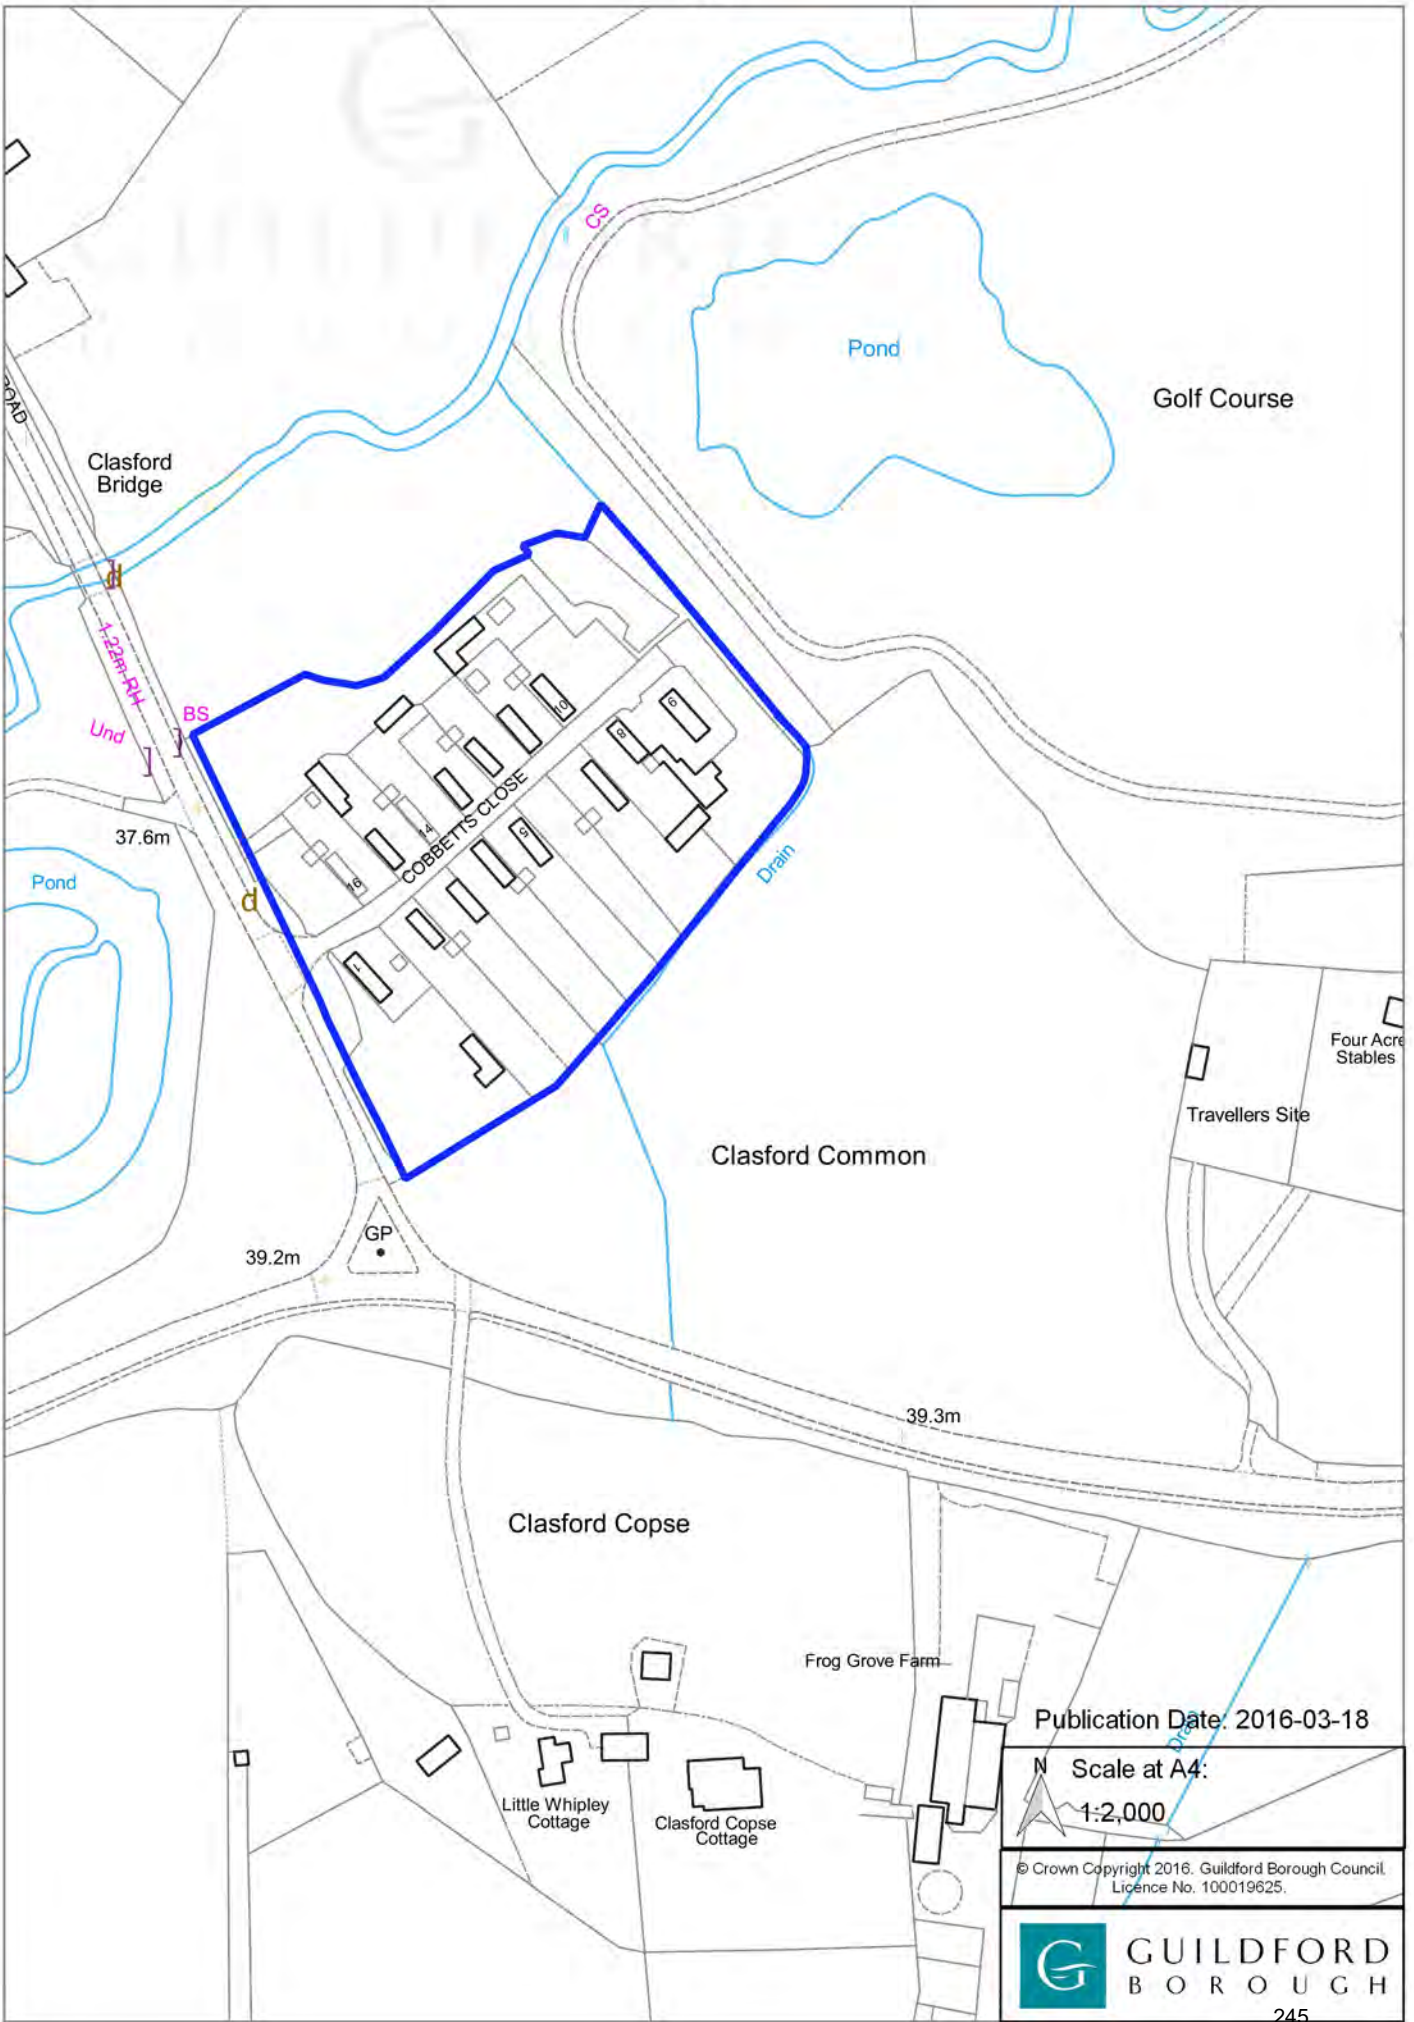 CS
Pond
Golf Course
ROAD
Clasford
Bridge
d
1.22m RH
BS
Und
10
9
8
37.6m
COBBETTS CLOSE
14
5
16
Pond
d
Drain
1
Four Acre
Stables
Travellers Site
Clasford Common
GP
39.2m
39.3m
Clasford Copse
Frog Grove Farm
Drain
Little Whipley
Cottage
Clasford Copse
Cottage
Publication Date: 2016-03-18
N
Scale at A4:
1:2,000
© Crown Copyright 2016. Guildford Borough Council.
Licence No. 100019625.
G
GUILDFORD
BOROUGH
245